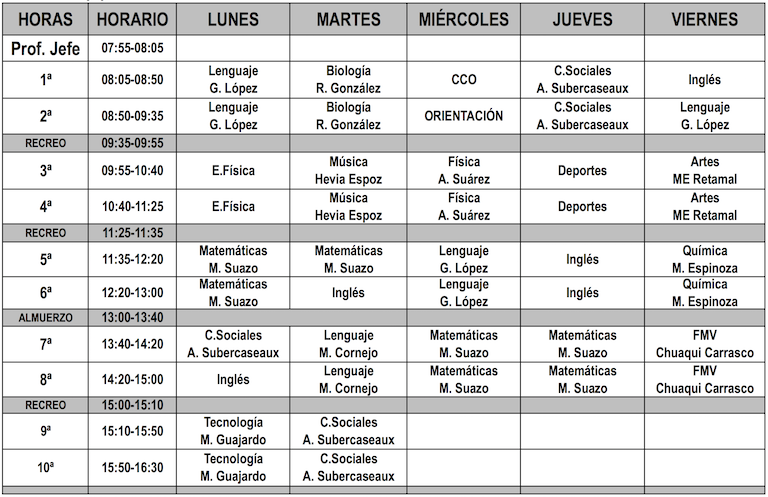 HORAS HORARIO LUNES MARTES MIÉRCOLES JUEVES VIERNES
Prof. Jefe 07:55-08:05
1ª 08:05-08:50 Lenguaje G. López Biología R. González CCO C.Sociales A. Subercaseaux Inglés
2ª 08:50-09:35 Lenguaje G. López Biología R. González ORIENTACIÓN C.Sociales A. Subercaseaux Lenguaje G. López
RECREO 09:35-09:55
3ª 09:55-10:40 E.Física Música Hevia Espoz Física A. Suárez Deportes Artes ME Retamal
4ª 10:40-11:25 E.Física Música Hevia Espoz Física A. Suárez Deportes Artes ME Retamal
RECREO 11:25-11:35
5ª 11:35-12:20 Matemáticas M. Suazo Matemáticas M. Suazo Lenguaje G. López Inglés Química M. Espinoza
6ª 12:20-13:00 Matemáticas M. Suazo Inglés Lenguaje G. López Inglés Química M. Espinoza
ALMUERZO 13:00-13:40
7ª 13:40-14:20 C.Sociales A. Subercaseaux Lenguaje M. Cornejo Matemáticas M. Suazo Matemáticas M. Suazo FMV Chuaqui Carrasco
8ª 14:20-15:00 Inglés Lenguaje M. Cornejo Matemáticas M. Suazo Matemáticas M. Suazo FMV Chuaqui Carrasco
RECREO 15:00-15:10
9ª 15:10-15:50 Tecnología M. Guajardo C.Sociales A. Subercaseaux
10ª 15:50-16:30 Tecnología M. Guajardo C.Sociales A. Subercaseaux